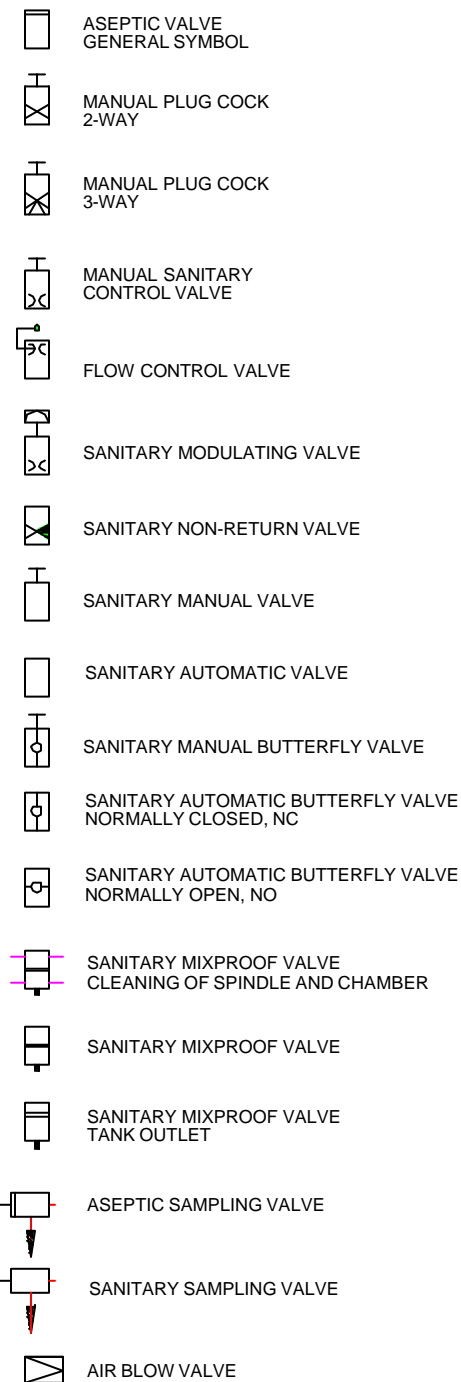 ASEPTIC VALVE
GENERAL SYMBOL
MANUAL PLUG COCK
2-WAY
MANUAL PLUG COCK
3-WAY
MANUAL SANITARY
CONTROL VALVE
FLOW CONTROL VALVE
SANITARY MODULATING VALVE
SANITARY NON-RETURN VALVE
SANITARY MANUAL VALVE
SANITARY AUTOMATIC VALVE
SANITARY MANUAL BUTTERFLY VALVE
SANITARY AUTOMATIC BUTTERFLY VALVE
NORMALLY CLOSED, NC
SANITARY AUTOMATIC BUTTERFLY VALVE
NORMALLY OPEN, NO
SANITARY MIXPROOF VALVE
CLEANING OF SPINDLE AND CHAMBER
SANITARY MIXPROOF VALVE
SANITARY MIXPROOF VALVE
TANK OUTLET
ASEPTIC SAMPLING VALVE
SANITARY SAMPLING VALVE
AIR BLOW VALVE